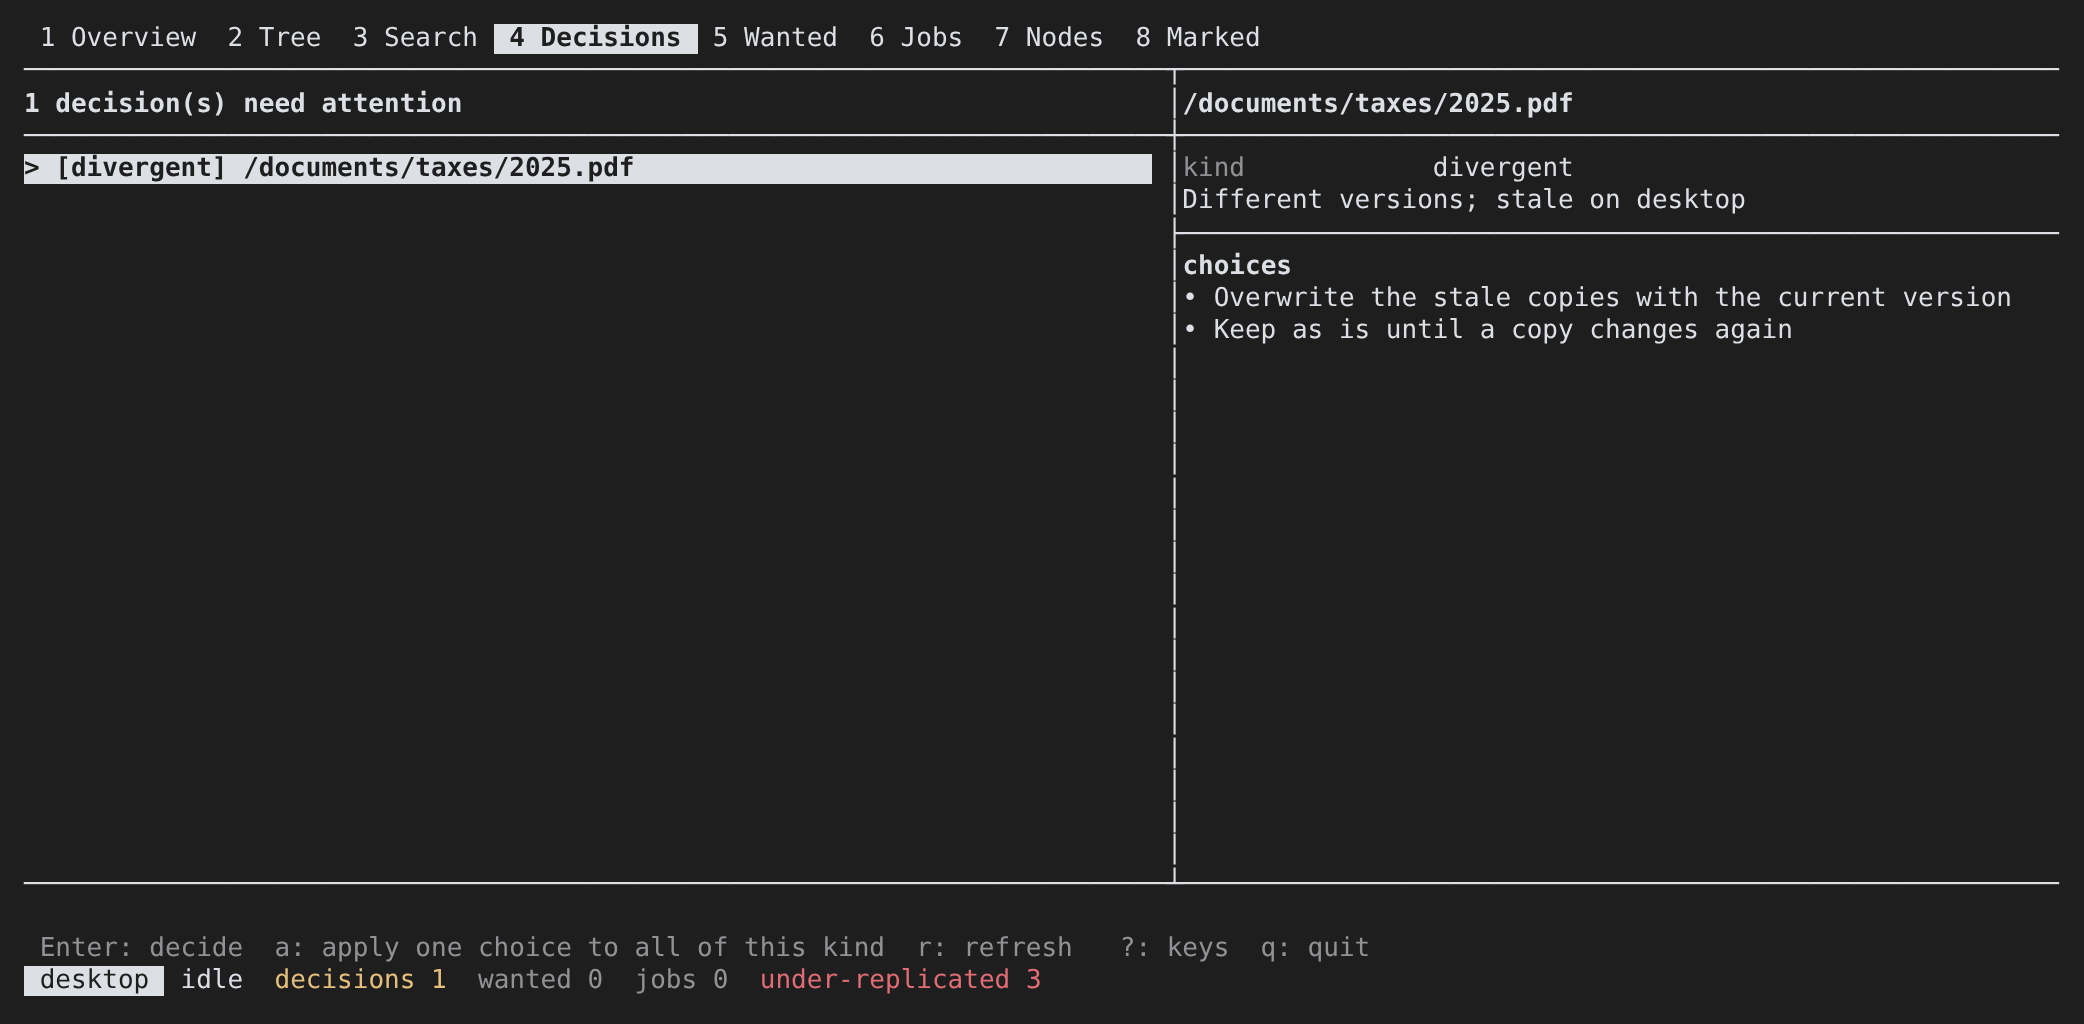 1 Overview  2 Tree  3 Search  4 Decisions  5 Wanted  6 Jobs  7 Nodes  8 Marked
1 decision(s) need attention
> [divergent] /documents/taxes/2025.pdf
/documents/taxes/2025.pdf
kind            divergent
Different versions; stale on desktop
choices
• Overwrite the stale copies with the current version
• Keep as is until a copy changes again
Enter: decide  a: apply one choice to all of this kind  r: refresh   ?: keys  q: quit
desktop  idle  decisions 1  wanted 0  jobs 0  under-replicated 3